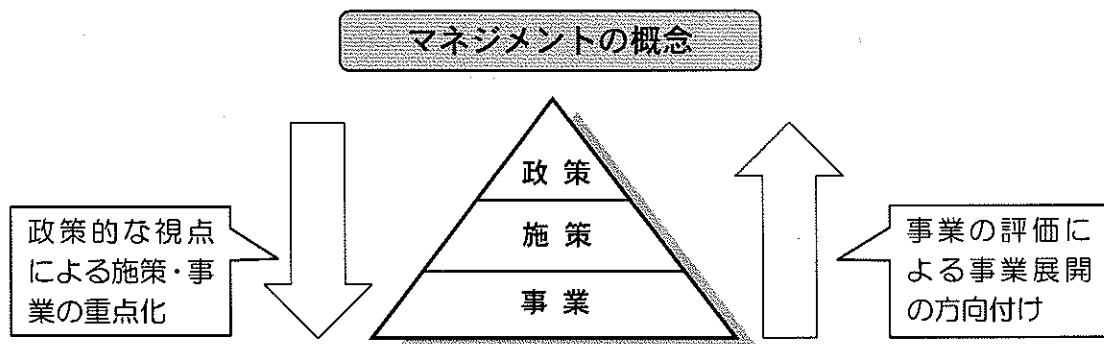 マネジメントの概念
政策
施策
事業
政策的な視点
による施策・事
業の重点化
事業の評価に
よる事業展開
の方向付け